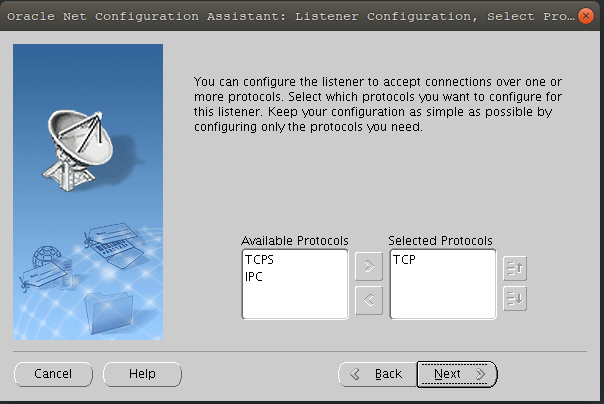 Oracle Net Configuration Assistant: Listener Configuration, Select Pro...
You can configure the listener to accept connections over one or
more protocols. Select which protocols you want to configure for
this listener. Keep your configuration as simple as possible by
configuring only the protocols you need.
Available Protocols
Selected Protocols
TCPS
IPC
TCP
Cancel
Help
Back
Next